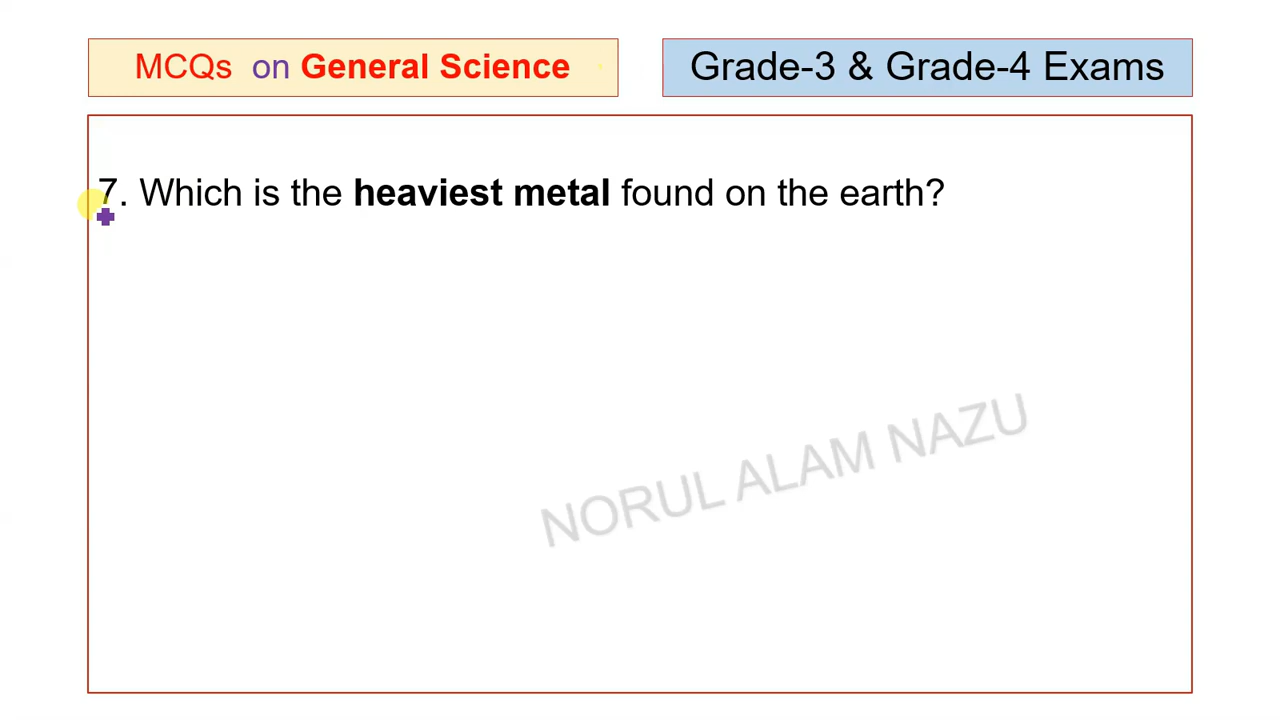 MCQs on General Science
Grade-3 & Grade-4 Exams
7. Which is the heaviest metal found on the earth?
NORUL ALAM NAZU